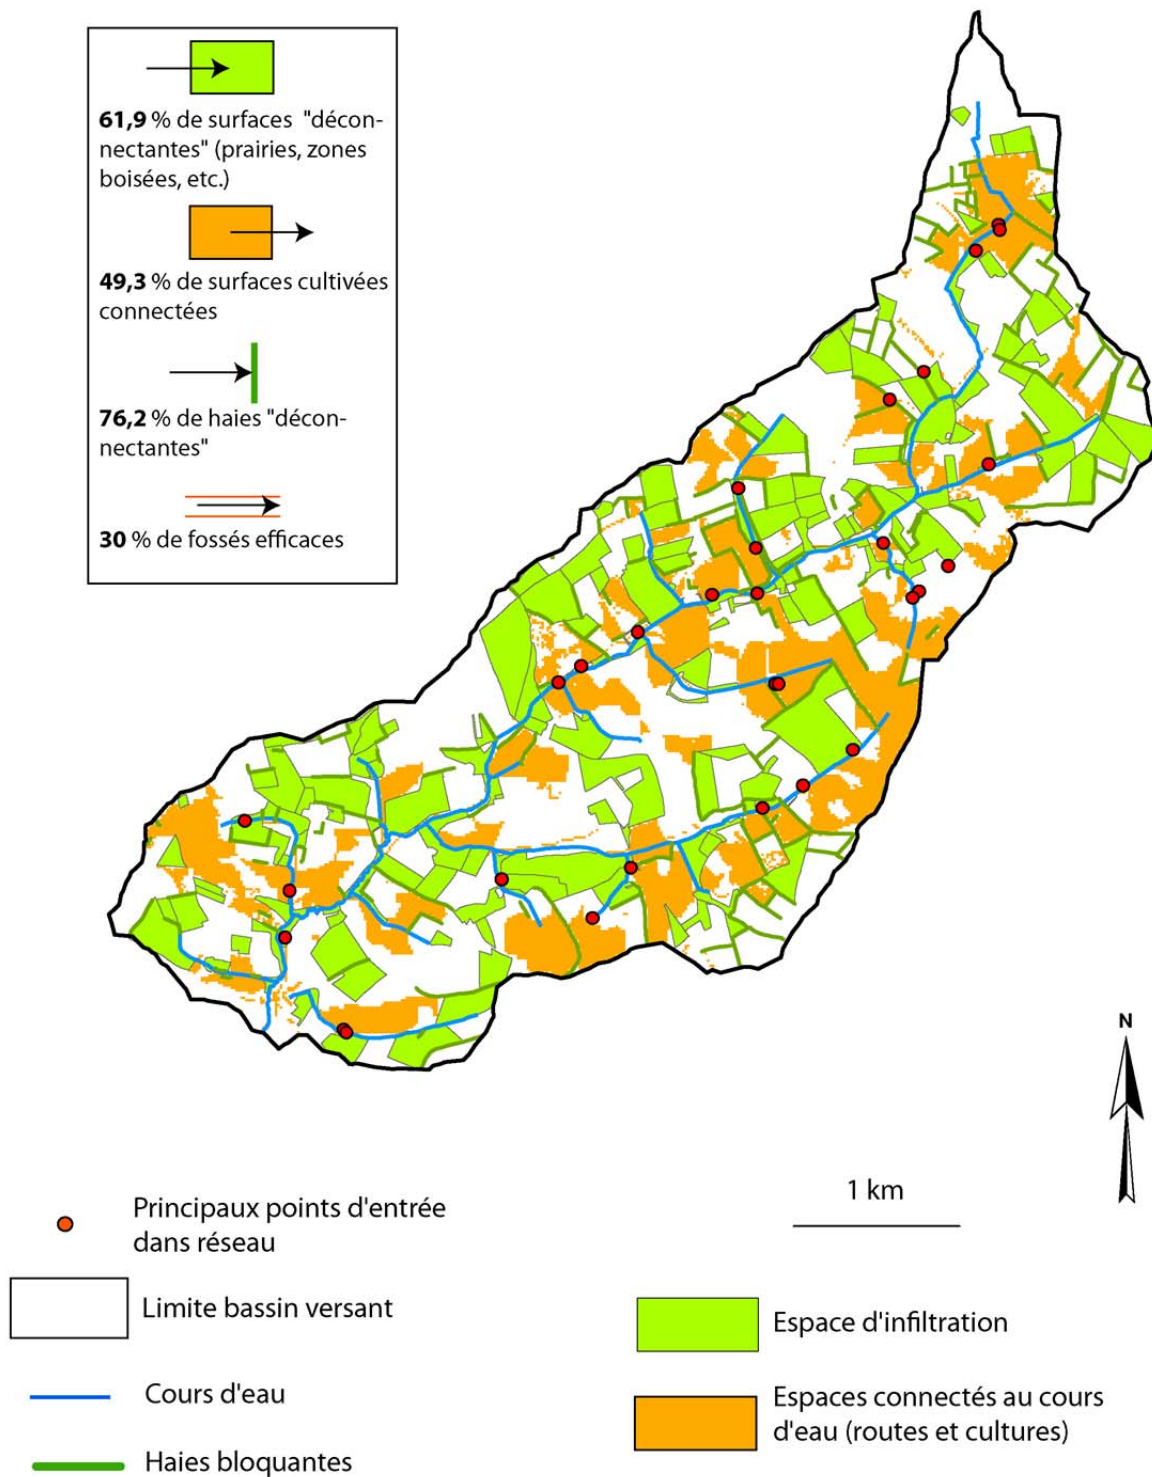 61,9 % de surfaces "décon-
nectantes" (prairies, zones
boisées, etc.)
49,3 % de surfaces cultivées
connectées
76,2 % de haies "décon-
nectantes"
30 % de fossés efficaces
N
1 km
Principaux points d'entrée
dans réseau
Limite bassin versant
Cours d'eau
Haies bloquantes
Espace d'infiltration
Espaces connectés au cours
d'eau (routes et cultures)